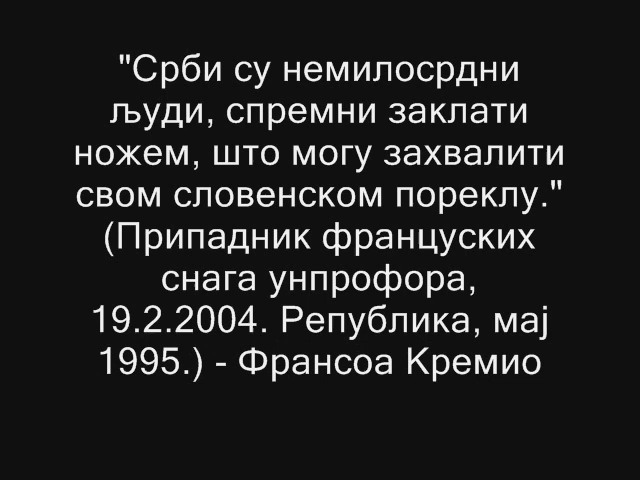 "Срби су немилосрдни
људи, спремни заклати
ножем, што могу захвалити
свом словенском пореклу."
(Припадник француских
снага унпрофора,
19.2.2004. Република, мај
1995.) - Франсоа Кремио